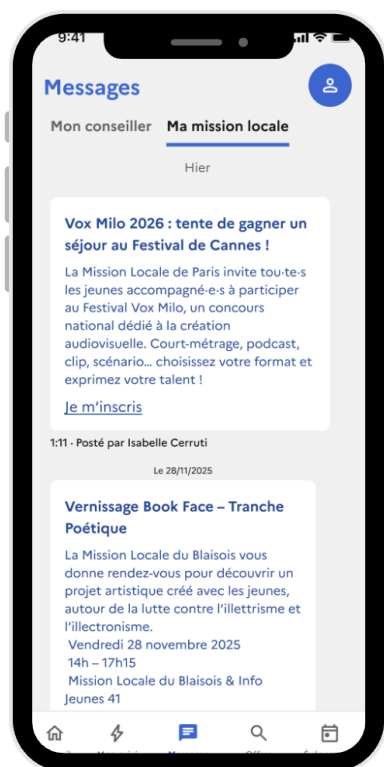 9:41
Messages
Mon conseiller Ma mission locale
Hier
Vox Milo 2026 : tente de gagner un
séjour au Festival de Cannes !
La Mission Locale de Paris invite tou·te·s
les jeunes accompagné·e·s à participer
au Festival Vox Milo, un concours
national dédié à la création
audiovisuelle. Court-métrage, podcast,
clip, scénario... choisissez votre format et
exprimez votre talent !
Je m'inscris
1:11 · Posté par Isabelle Cerruti
Le 28/11/2025
Vernissage Book Face – Tranche
Poétique
La Mission Locale du Blaisois vous
donne rendez-vous pour découvrir un
projet artistique créé avec les jeunes,
autour de la lutte contre l'illettrisme et
l'illectronisme.
Vendredi 28 novembre 2025
14h – 17h15
Mission Locale du Blaisois & Info
Jeunes 41